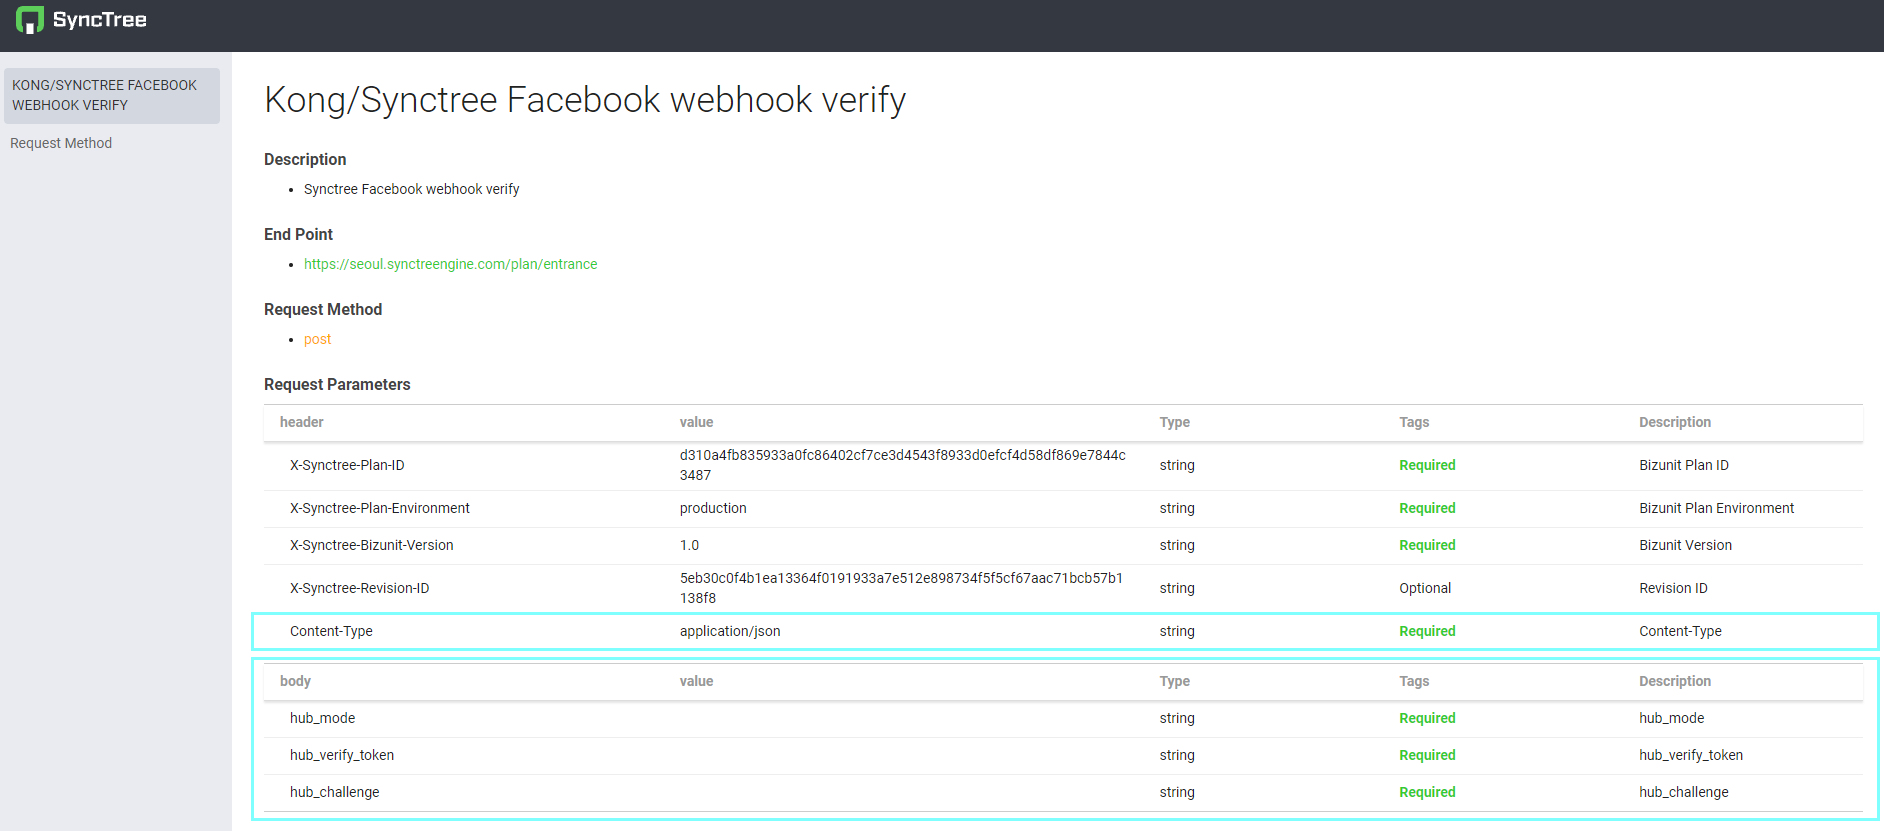 SyncTree
KONG/SYNCTREE FACEBOOK
WEBHOOK VERIFY
Request Method
Kong/Synctree Facebook webhook verify
Description
Synctree Facebook webhook verify
End Point
https://seoul.synctreengine.com/plan/entrance
Request Method
post
Request Parameters
header value Type Tags Description
X-Synctree-Plan-ID d310a4fb835933a0fc86402cf7ce3d4543f8933d0efcf4d58df869e7844c string Required Bizunit Plan ID
3487
X-Synctree-Plan-Environment production string Required Bizunit Plan Environment
X-Synctree-Bizunit-Version 1.0 string Required Bizunit Version
X-Synctree-Revision-ID 5eb30c0f4b1ea13364f0191933a7e512e898734f5f5cf67aac71bcb57b1 string Optional Revision ID
138f8
Content-Type application/json string Required Content-Type
body value Type Tags Description
hub_mode string Required hub_mode
hub_verify_token string Required hub_verify_token
hub_challenge string Required hub_challenge